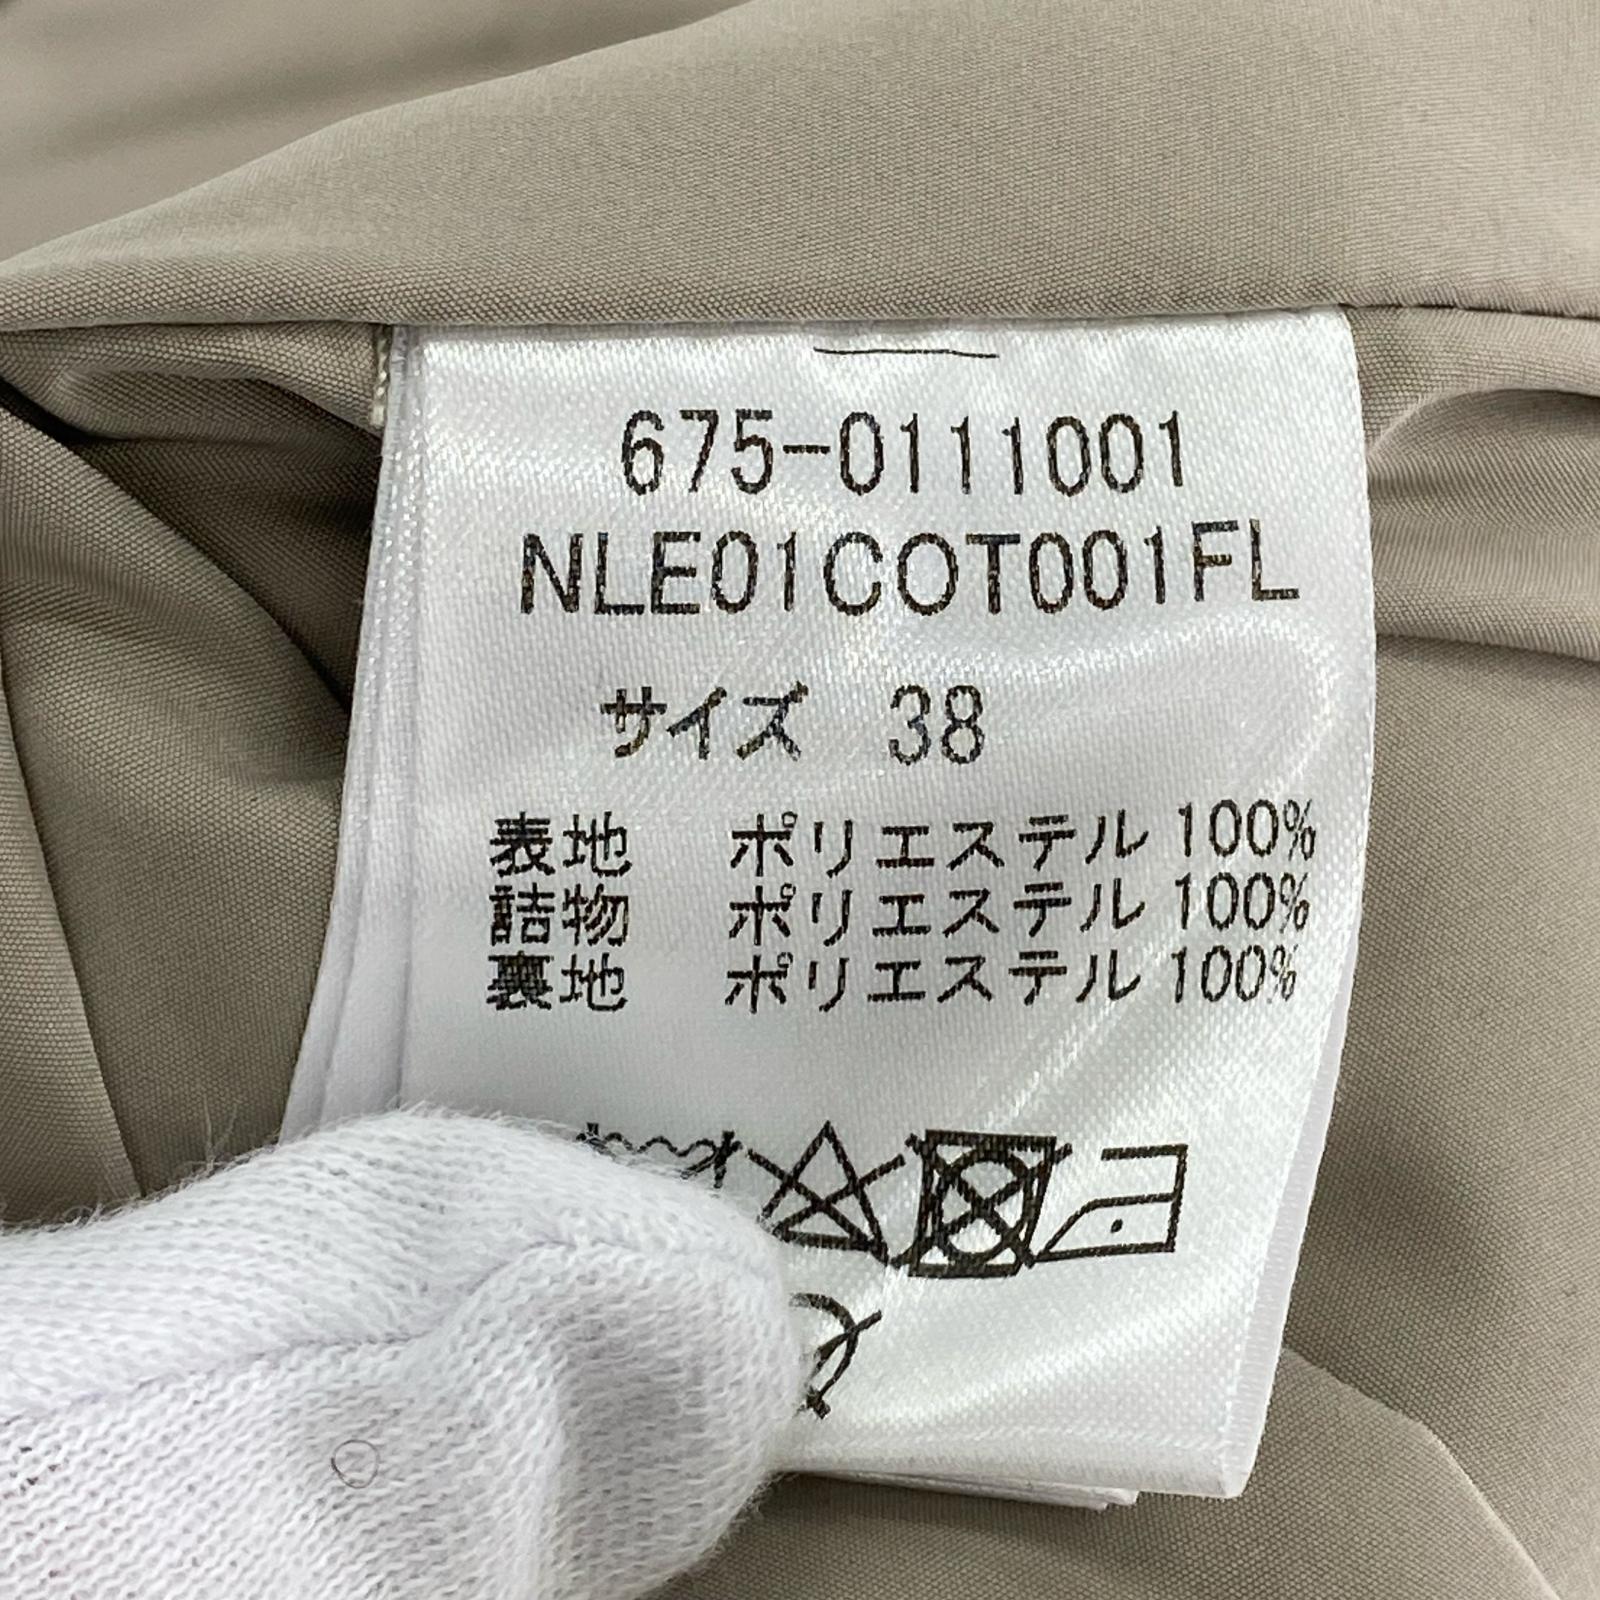 675-0111001
NLE01COT001FL
サイズ 38
表地 ポリエステル 100%
詰物 ポリエステル 100%
裏地 ポリエステル 100%